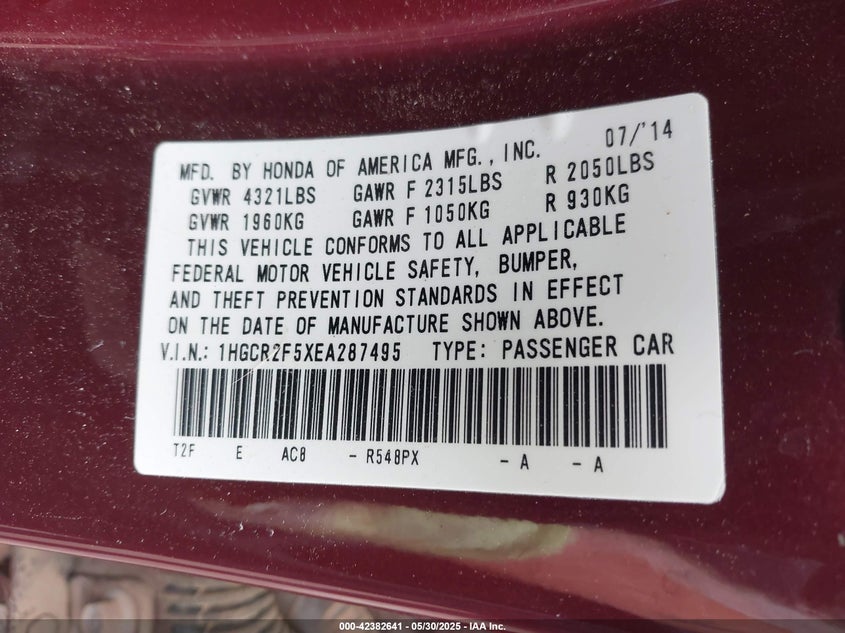 07/'14
MFD. BY HONDA OF AMERICA MFG., INC.
GVWR 4321LBS GAWR F 2315LBS R 2050LBS
GVWR 1960KG GAWR F 1050KG R 930KG
THIS VEHICLE CONFORMS TO ALL APPLICABLE
FEDERAL MOTOR VEHICLE SAFETY, BUMPER,
AND THEFT PREVENTION STANDARDS IN EFFECT
ON THE DATE OF MANUFACTURE SHOWN ABOVE.
V.I.N.: 1HGCR2F5XEA287495 TYPE: PASSENGER CAR
T2F E AC8 - R548PX - A - A
000-42382641 — 05/30/2025 — IAA Inc.